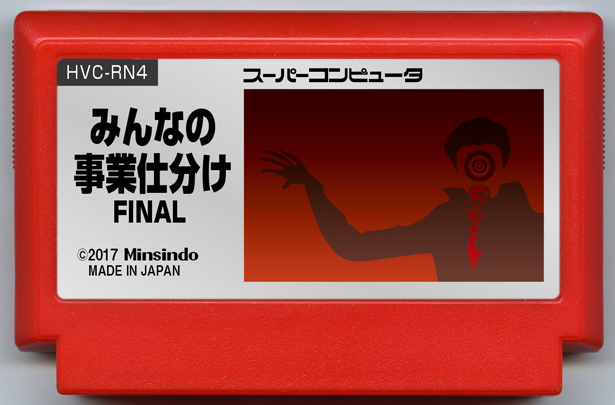 HVC-RN4
スーパーコンピュータ
みんなの
事業仕分け
FINAL
©2017 Minsindo
MADE IN JAPAN